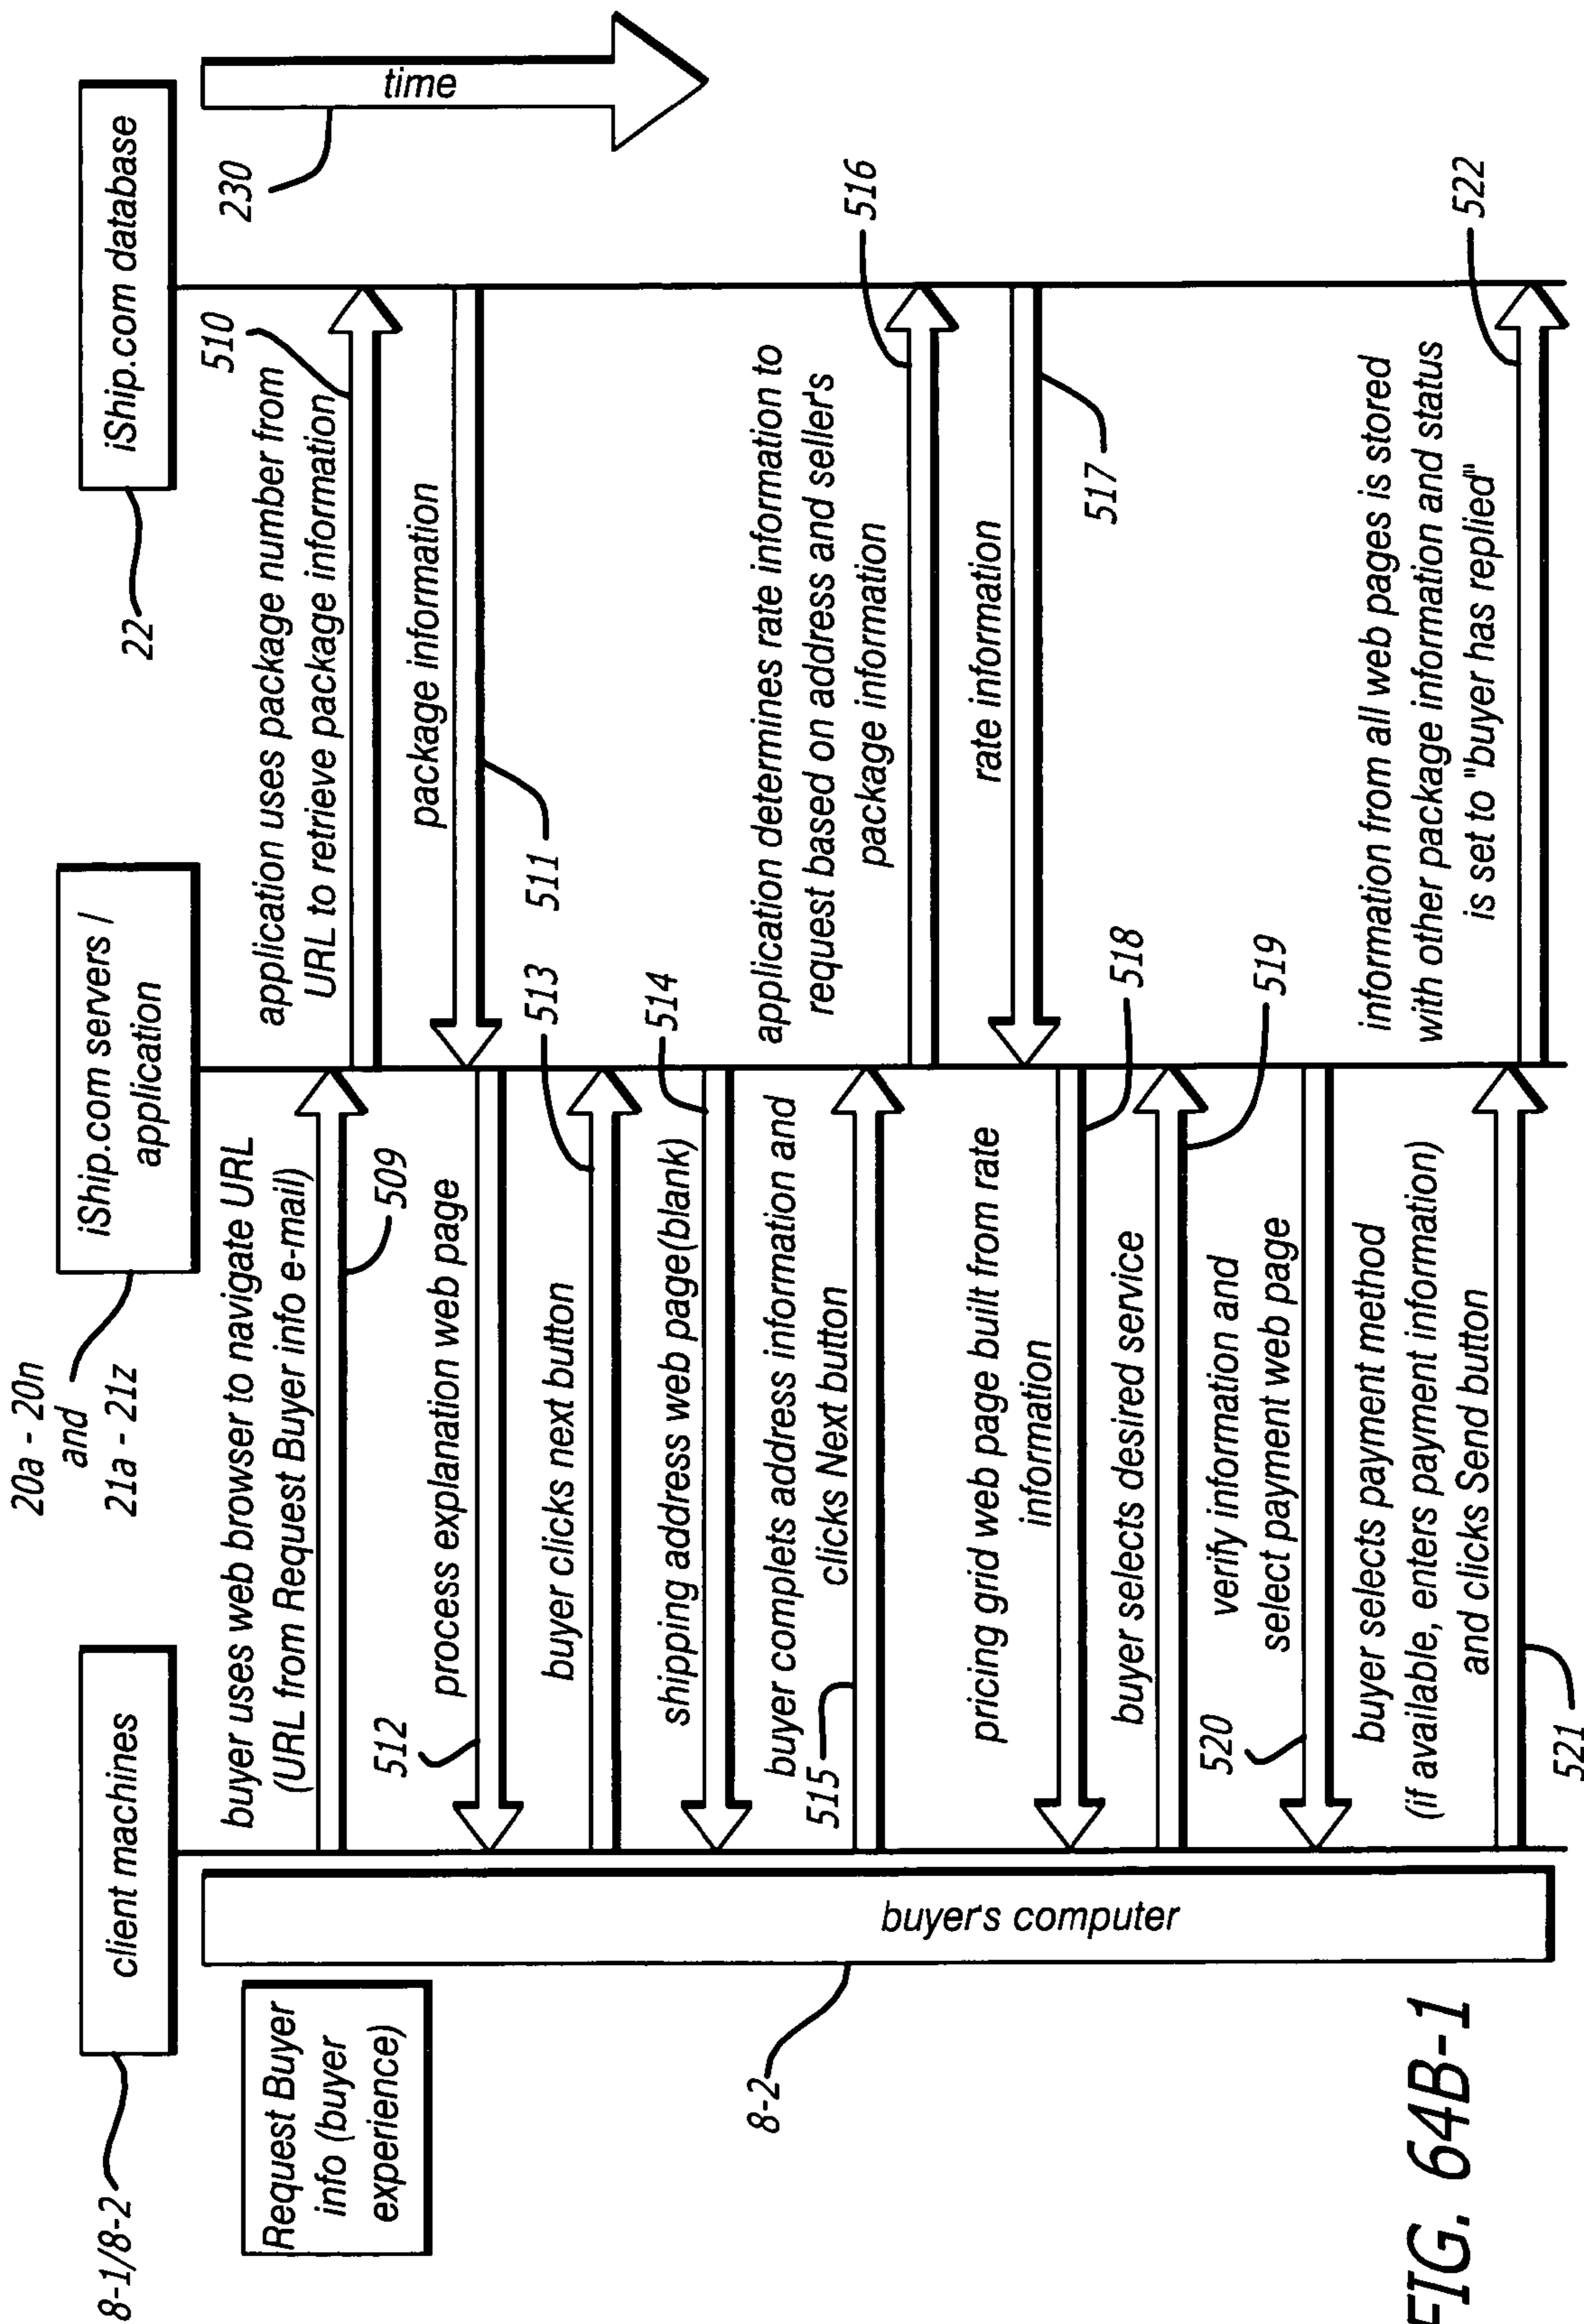 20a - 20n
and
21a - 21z
8-1/8-2
client machines
iShip.com servers /
application
22
iShip.com database
Request Buyer
info (buyer
experience)
buyer's computer
8-2
230
time
buyer uses web browser to navigate URL
(URL from Request Buyer info e-mail)
509
application uses package number from
URL to retrieve package information
510
package information
511
512
process explanation web page
buyer clicks next button
513
shipping address web page(blank)
514
buyer complets address information and
clicks Next button
515
application determines rate information to
request based on address and seller's
package information
516
rate information
517
pricing grid web page built from rate
information
518
buyer selects desired service
519
520
verify information and
select payment web page
buyer selects payment method
(if available, enters payment information)
and clicks Send button
521
information from all web pages is stored
with other package information and status
is set to "buyer has replied"
522
FIG. 64B-1